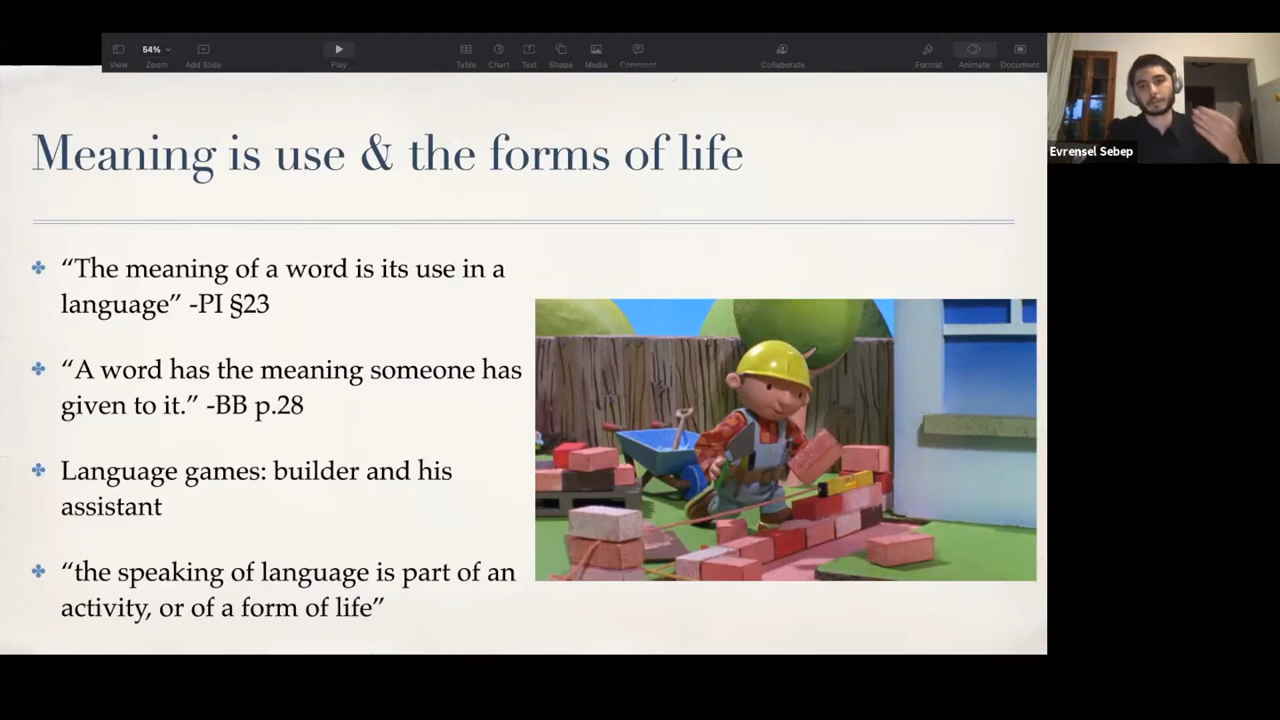 54%
View
Zoom
Add Slide
Play
Table
Chart
Text
Shape
Media
Comment
Collaborate
Format
Animate
Document
Evrensel Sebep
Meaning is use & the forms of life
“The meaning of a word is its use in a
language” -PI §23
“A word has the meaning someone has
given to it.” -BB p.28
Language games: builder and his
assistant
“the speaking of language is part of an
activity, or of a form of life”